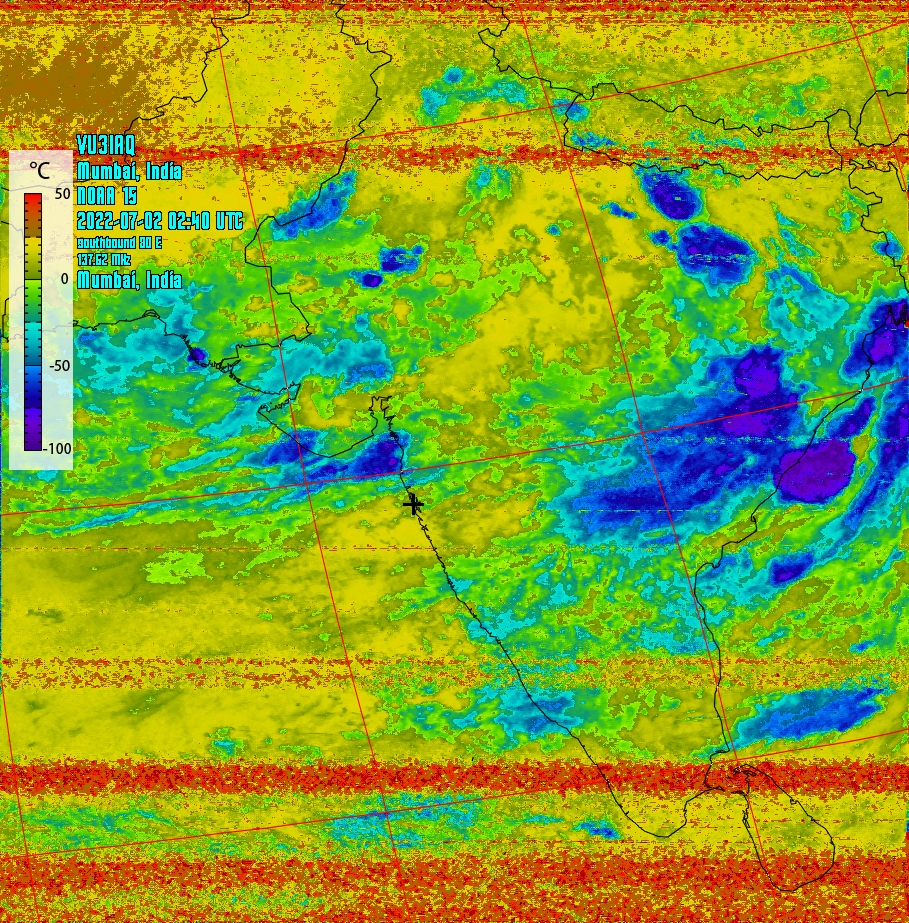 VU3IAQ
Mumbai, India
NOAA 15
2022-07-02 02:40 UTC
southbound 80 E
137.62 MHz
Mumbai, India
°C
50
0
-50
-100